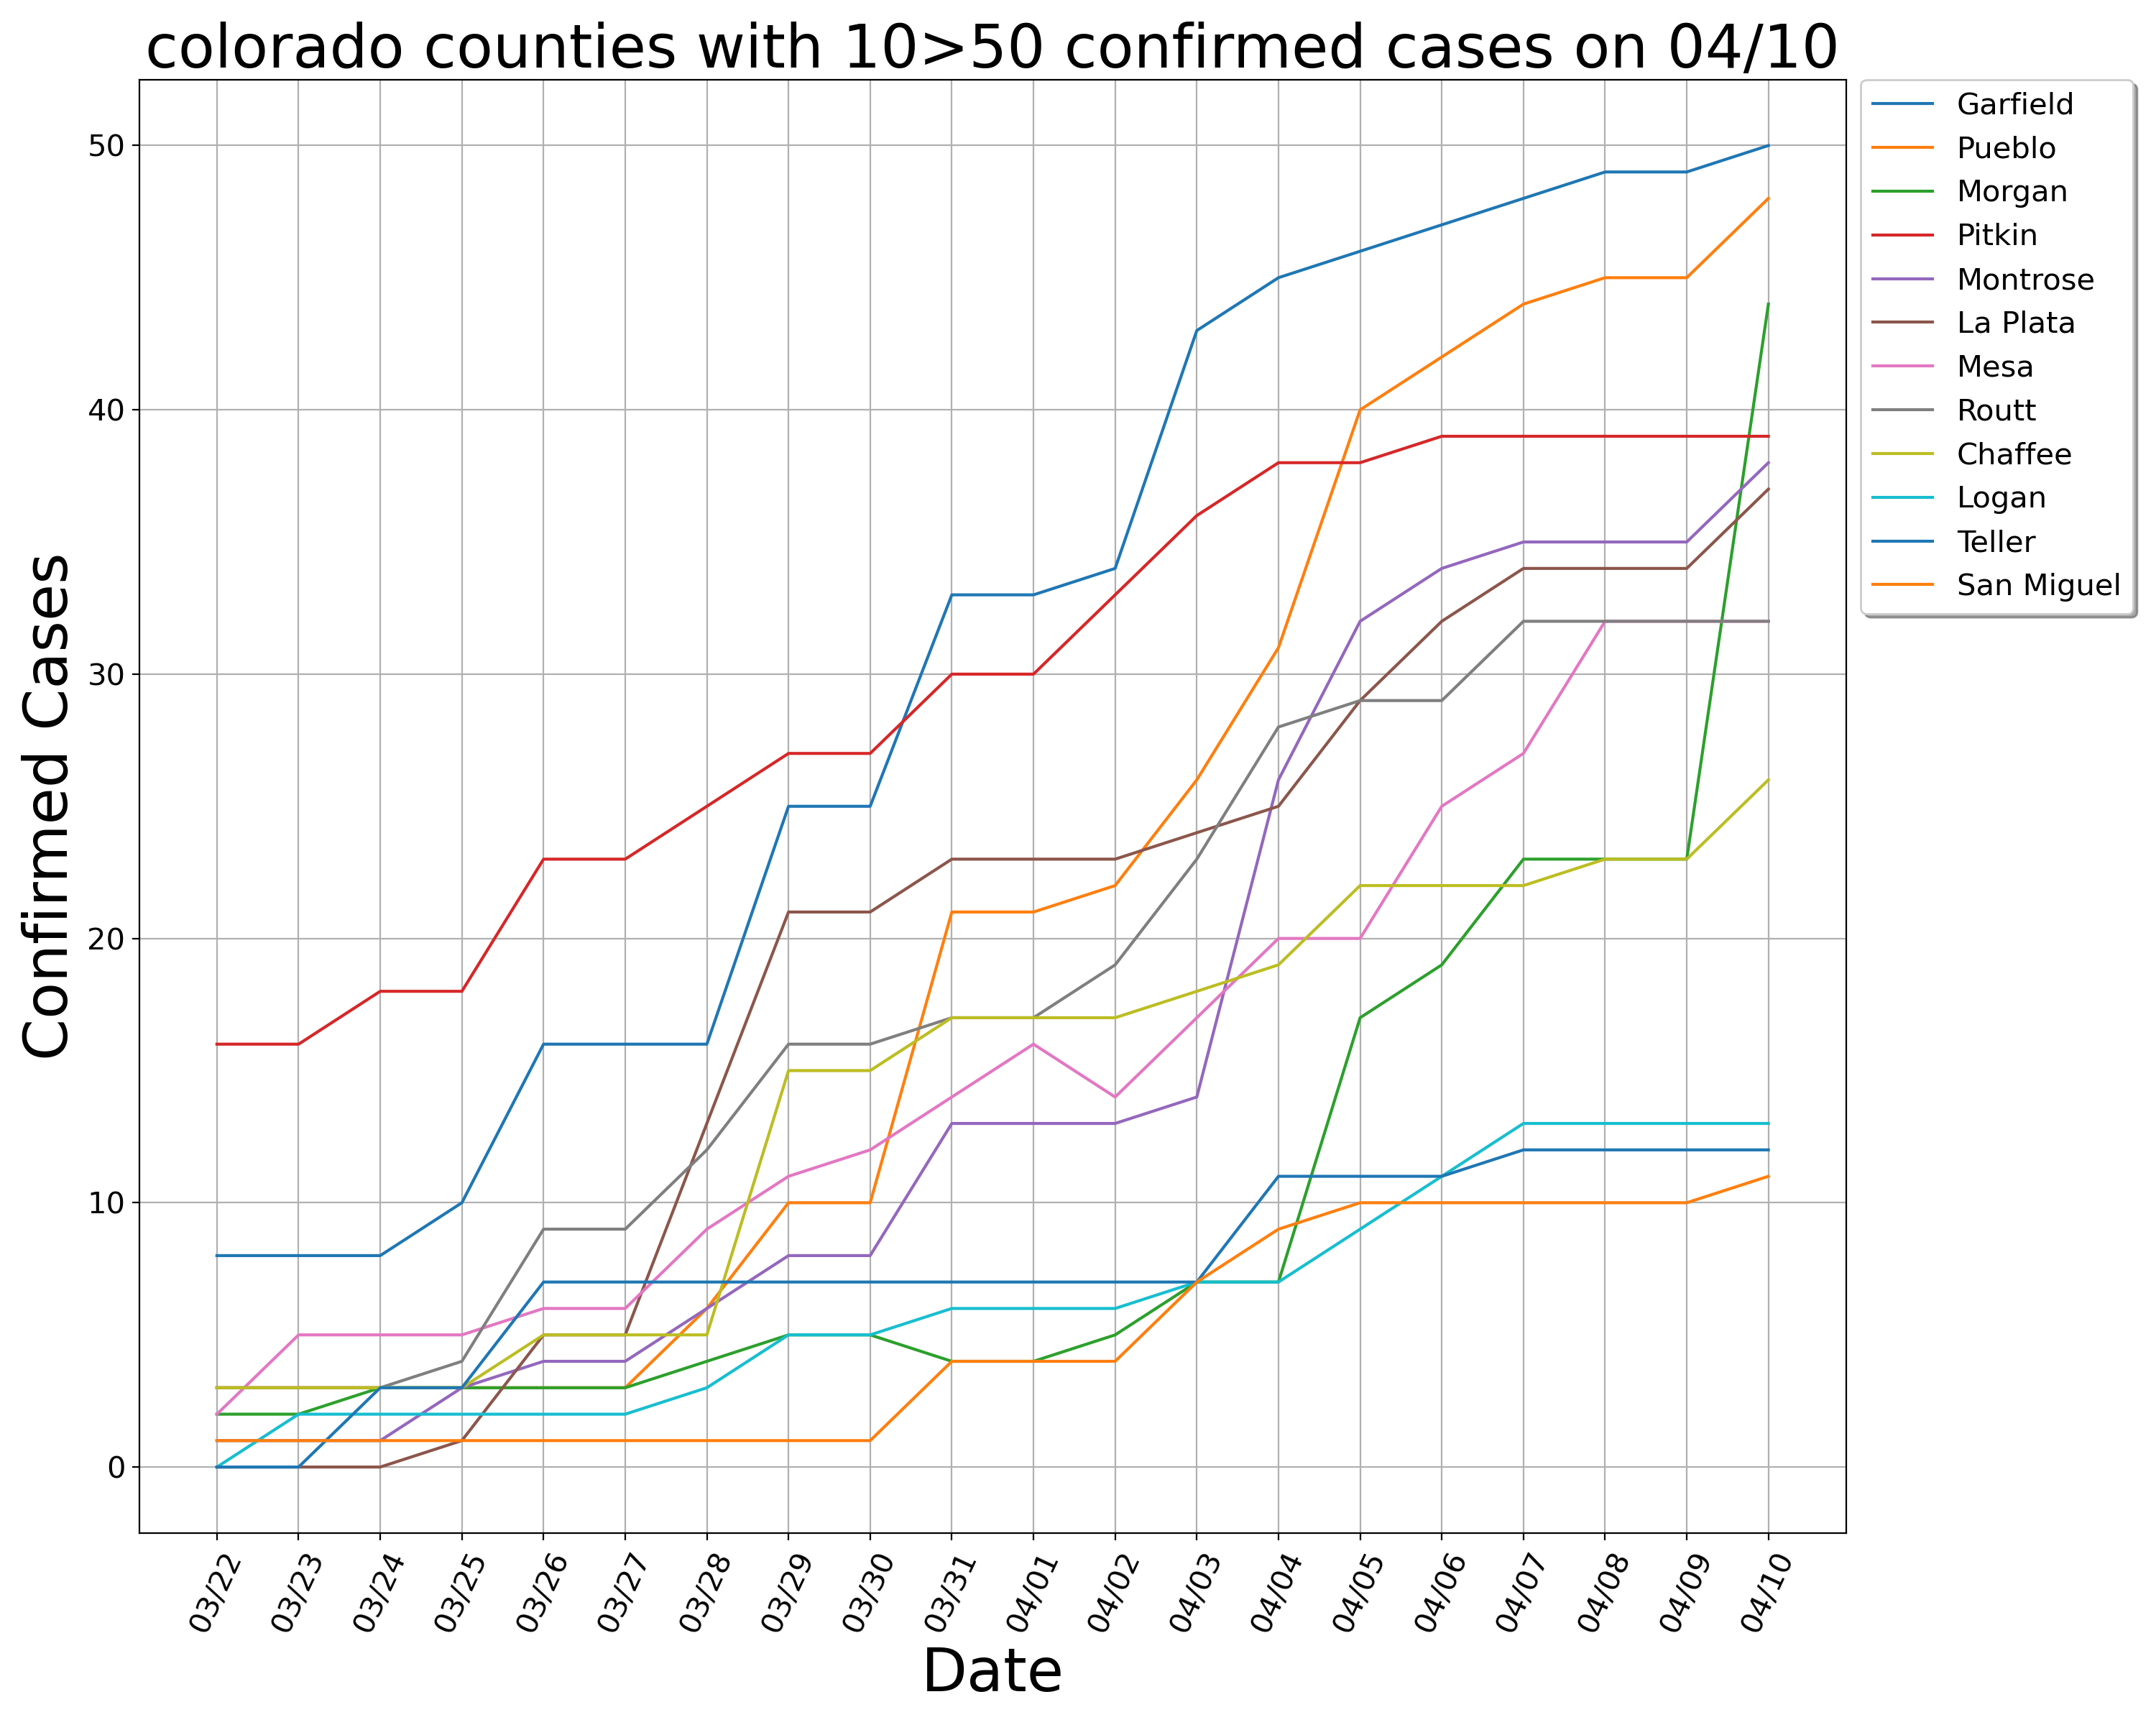 colorado counties with 10>50 confirmed cases on 04/10
Garfield
Pueblo
Morgan
Pitkin
Montrose
La Plata
Mesa
Routt
Chaffee
Logan
Teller
San Miguel
Confirmed Cases
50
40
30
20
10
0
03/22
03/23
03/24
03/25
03/26
03/27
03/28
03/29
03/30
03/31
04/01
04/02
04/03
04/04
04/05
04/06
04/07
04/08
04/09
04/10
Date